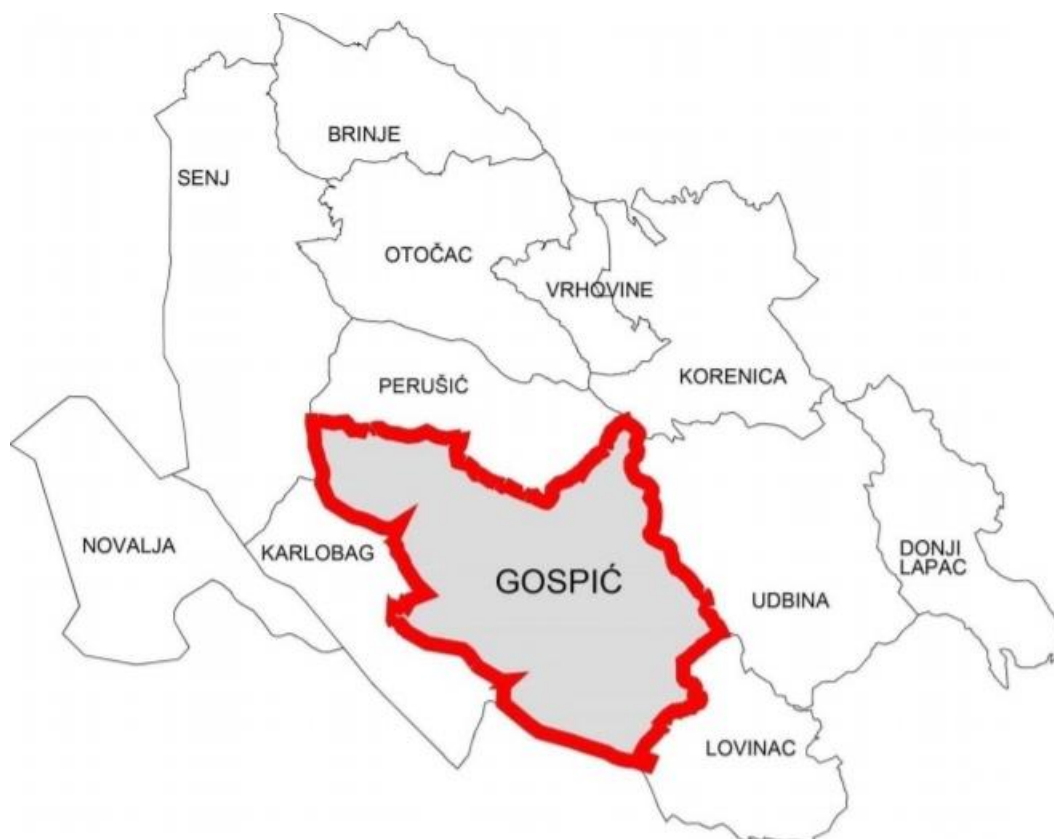 BRINJE
SENJ
OTOČAC
VRHOVINE
KORENICA
PERUŠIĆ
NOVALJA
KARLOBAG
GOSPIĆ
DONJI
LAPAC
UDBINA
LOVINAC